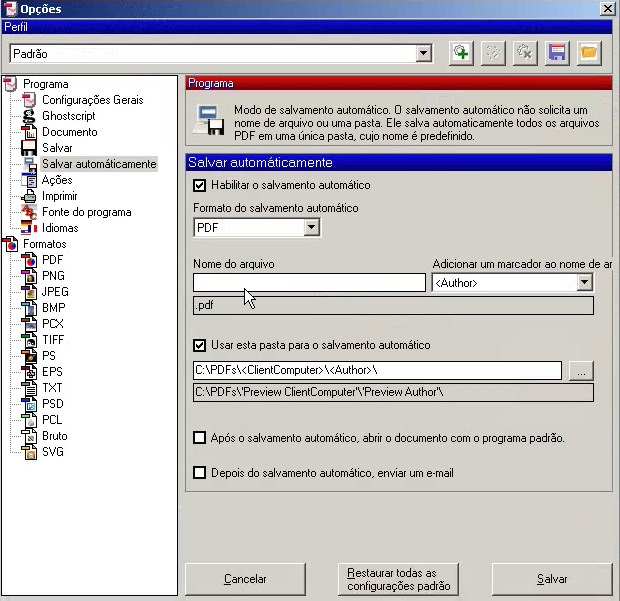 Opções
Perfil
Padrão
Programa
Configurações Gerais
Ghostscript
Documento
Salvar
Salvar automáticamente
Ações
Imprimir
Fonte do programa
Idiomas
Formatos
PDF
PNG
JPEG
BMP
PCX
TIFF
PS
EPS
TXT
PSD
PCL
Bruto
SVG
Programa
Modo de salvamento automático. O salvamento automático não solicita um
nome de arquivo ou uma pasta. Ele salva automaticamente todos os arquivos
PDF em uma única pasta, cujo nome é predefinido.
Salvar automáticamente
Habilitar o salvamento automático
Formato do salvamento automático
PDF
Nome do arquivo
Adicionar um marcador ao nome de ar
<Author>
.pdf
Usar esta pasta para o salvamento automático
C:\PDFs\<ClientComputer>\<Author>\
...
C:\PDFs\'Preview ClientComputer'\'Preview Author'\
Após o salvamento automático, abrir o documento com o programa padrão.
Depois do salvamento automático, enviar um e-mail
Cancelar
Restaurar todas as
configurações padrão
Salvar